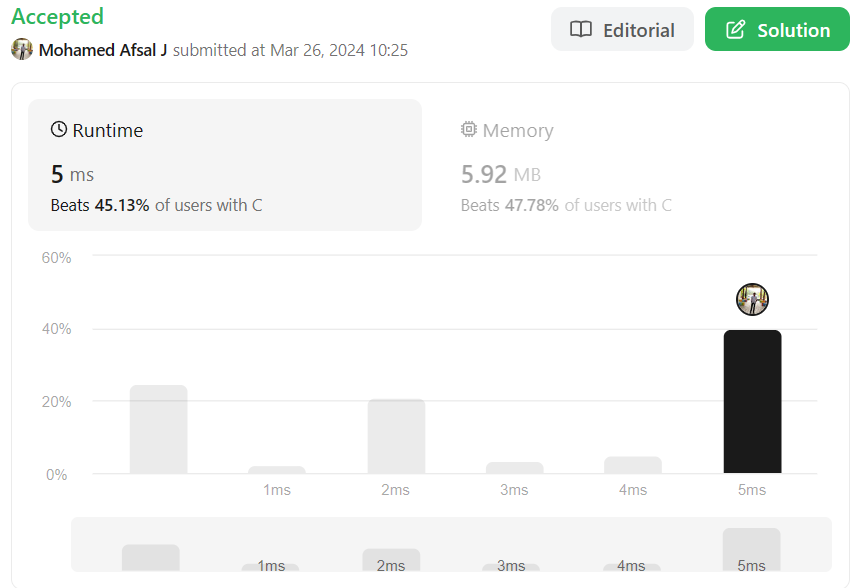 Accepted
Mohamed Afsal J submitted at Mar 26, 2024 10:25
Editorial
Solution
Runtime
5 ms
Beats 45.13% of users with C
Memory
5.92 MB
Beats 47.78% of users with C
60%
40%
20%
0%
1ms 2ms 3ms 4ms 5ms
1ms 2ms 3ms 4ms 5ms